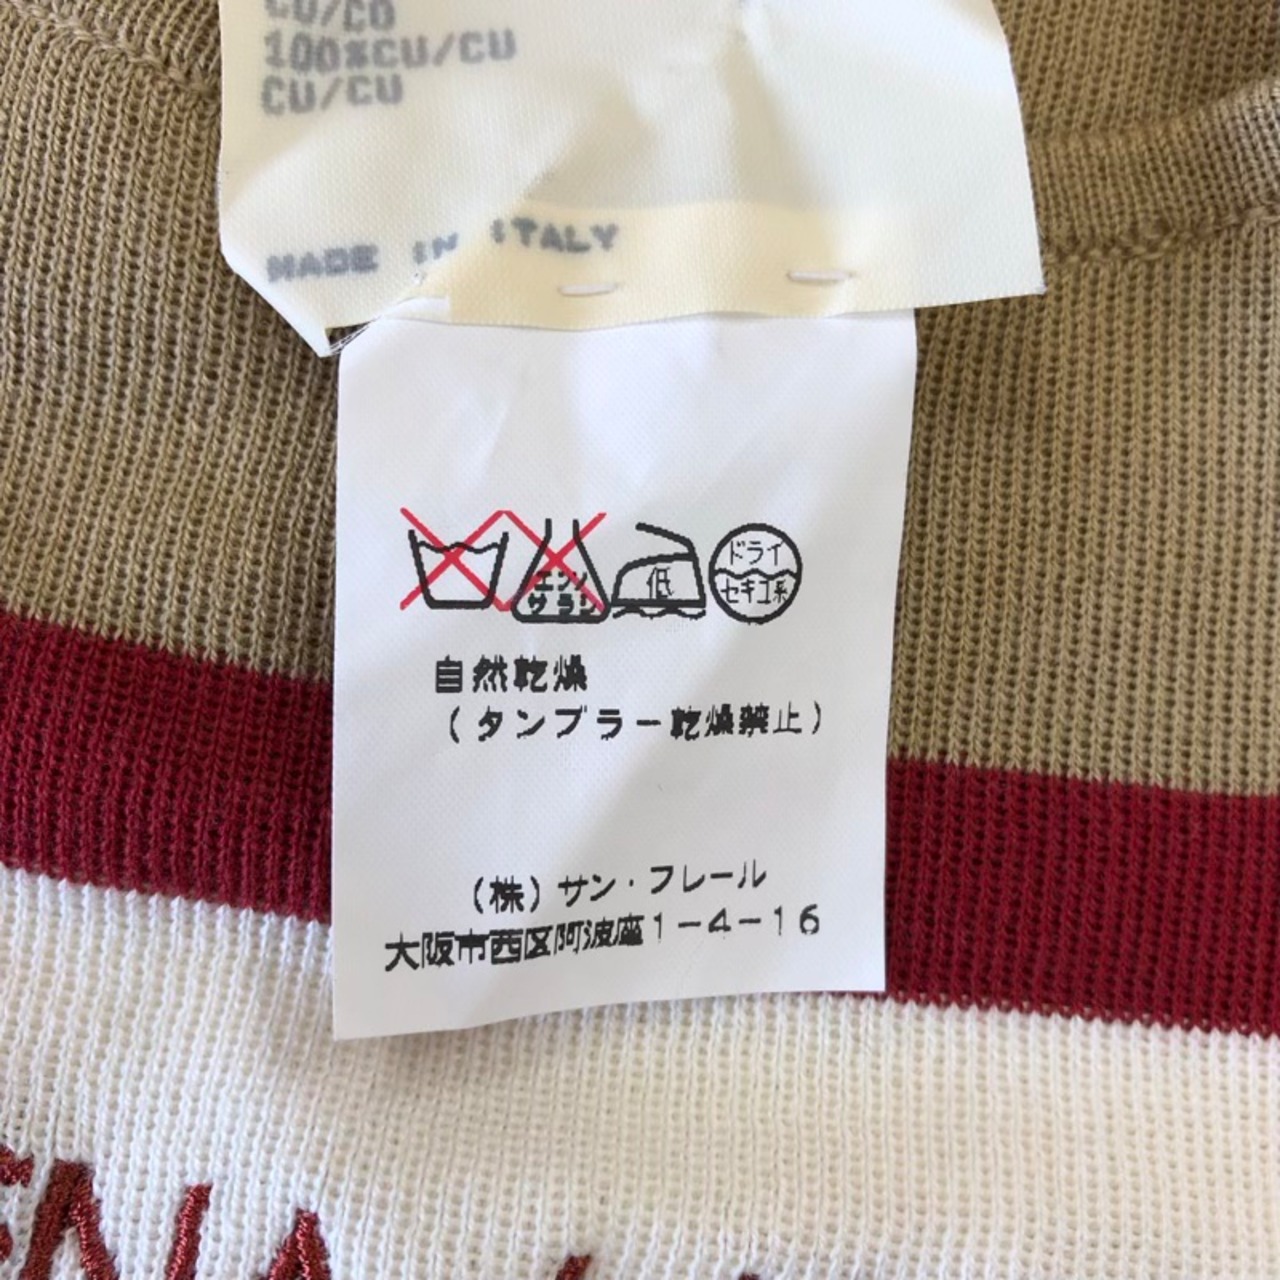 CO/CO
100%CU/CU
CU/CU
MADE IN ITALY
エンソ
サラシ
低
ドライ
セキユ系
自然乾燥
(タンブラー乾燥禁止)
(株)サン・フレール
大阪市西区阿波座1-4-16